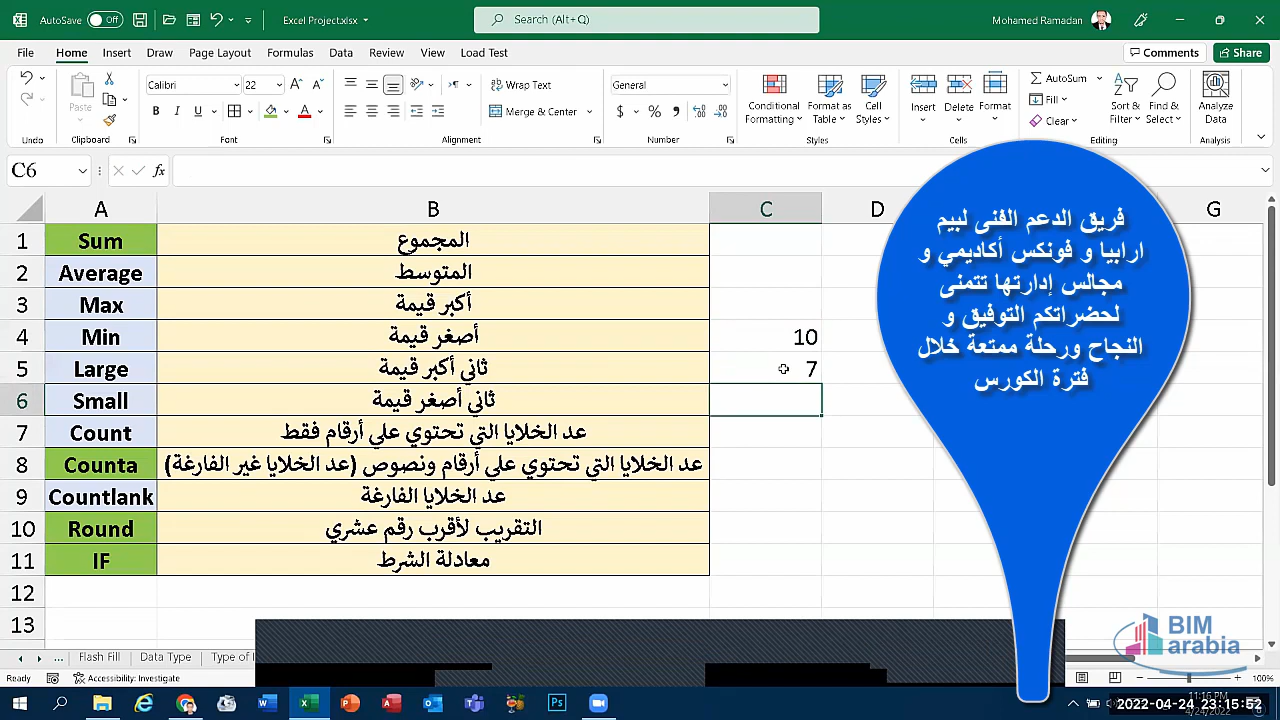 AutoSave
Off
Excel Project.xlsx
Search (Alt+Q)
Mohamed Ramadan
File
Home
Insert
Draw
Page Layout
Formulas
Data
Review
View
Load Test
Comments
Share
Paste
Calibri
22
Wrap Text
General
Merge & Center
Conditional Formatting
Format as Table
Cell Styles
Insert
Delete
Format
AutoSum
Fill
Clear
Sort & Filter
Find & Select
Analyze Data
Undo
Clipboard
Font
Alignment
Number
Styles
Cells
Editing
Analysis
C6
fx
A B C D G
1 Sum المجموع
2 Average المتوسط
3 Max أكبر قيمة
4 Min أصغر قيمة 10
5 Large ثاني أكبر قيمة 7
6 Small ثاني أصغر قيمة
7 Count عد الخلايا التي تحتوي علي أرقام فقط
8 Counta عد الخلايا التي تحتوي علي أرقام ونصوص (عد الخلايا غير الفارغة)
9 Countlank عد الخلايا الفارغة
10 Round التقريب لأقرب رقم عشري
11 IF معادلة الشرط
12
13
فريق الدعم الفنى لبيم
ارابيا و فونكس أكاديمي و
مجالس إدارتها تتمنى
لحضراتكم التوفيق و
النجاح ورحلة ممتعة خلال
فترة الكورس
BIM
arabia
...
Flash Fill
Data Type
Ready
Accessibility: Investigate
100%
11:16 PM
4/24/2022
2022-04-24 23:15:52